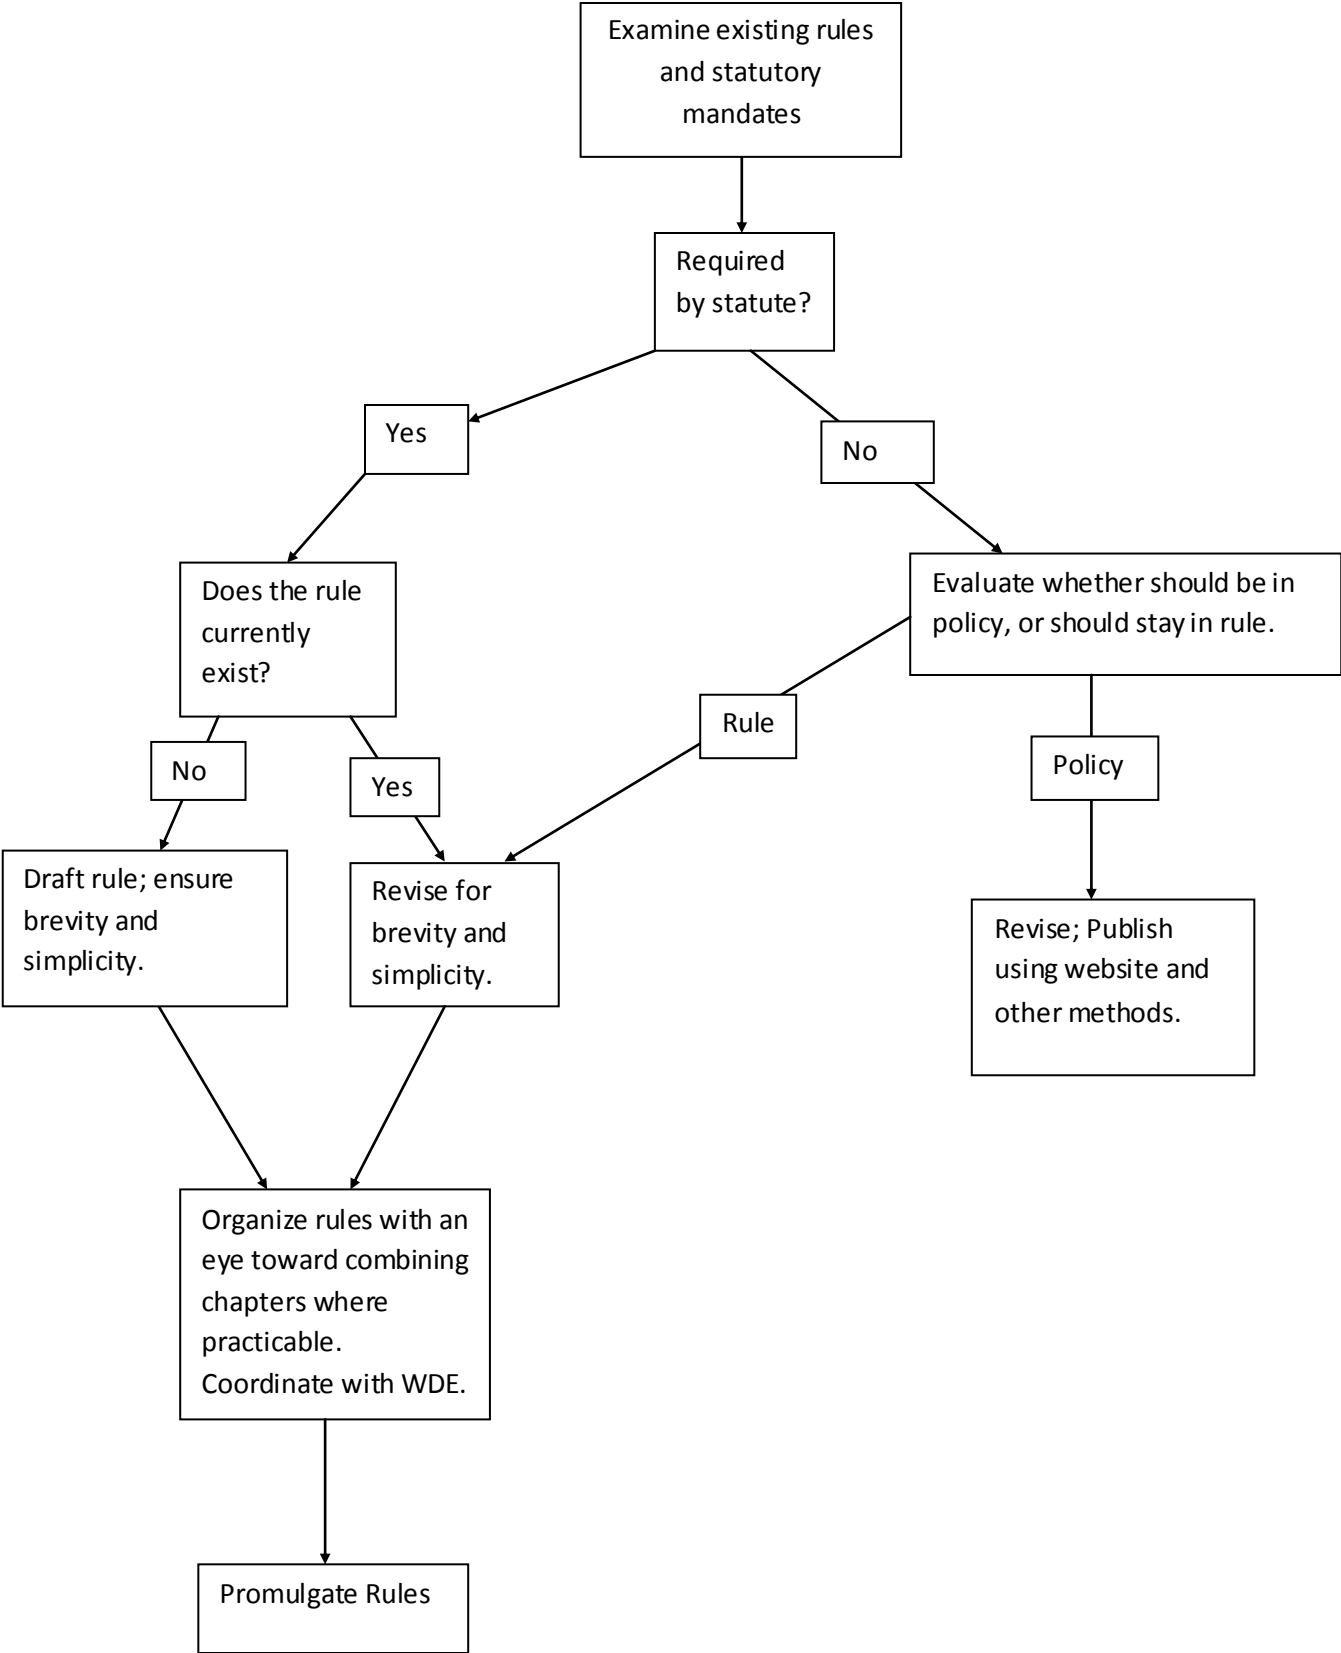 Examine existing rules
and statutory
mandates
Required
by statute?
Yes
No
Does the rule
currently
exist?
Evaluate whether should be in
policy, or should stay in rule.
Rule
No
Yes
Policy
Draft rule; ensure
brevity and
simplicity.
Revise for
brevity and
simplicity.
Revise; Publish
using website and
other methods.
Organize rules with an
eye toward combining
chapters where
practicable.
Coordinate with WDE.
Promulgate Rules